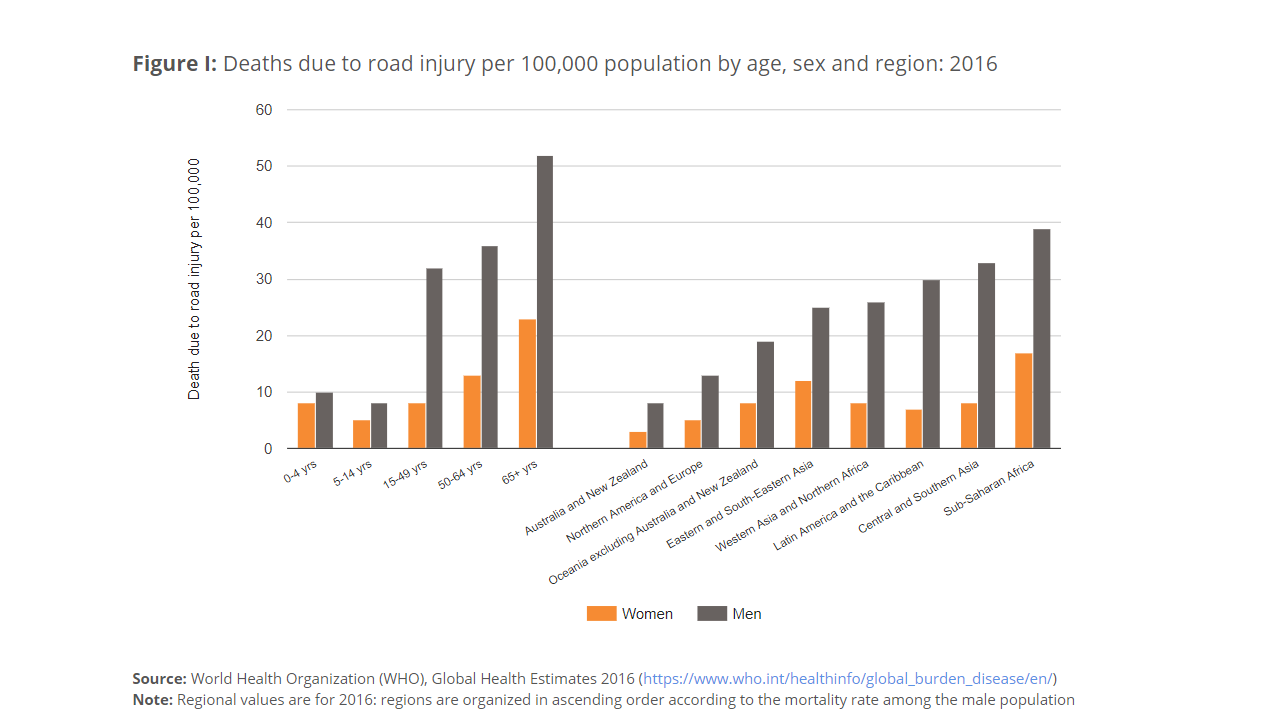 Figure I: Deaths due to road injury per 100,000 population by age, sex and region: 2016
Death due to road injury per 100,000
60
50
40
30
20
10
0
0-4 yrs
5-14 yrs
15-49 yrs
50-64 yrs
65+ yrs
Australia and New Zealand
Northern America and Europe
Oceania excluding Australia and New Zealand
Eastern and South-Eastern Asia
Western Asia and Northern Africa
Latin America and the Caribbean
Central and Southern Asia
Sub-Saharan Africa
Women
Men
Source: World Health Organization (WHO), Global Health Estimates 2016 (https://www.who.int/healthinfo/global_burden_disease/en/)
Note: Regional values are for 2016: regions are organized in ascending order according to the mortality rate among the male population